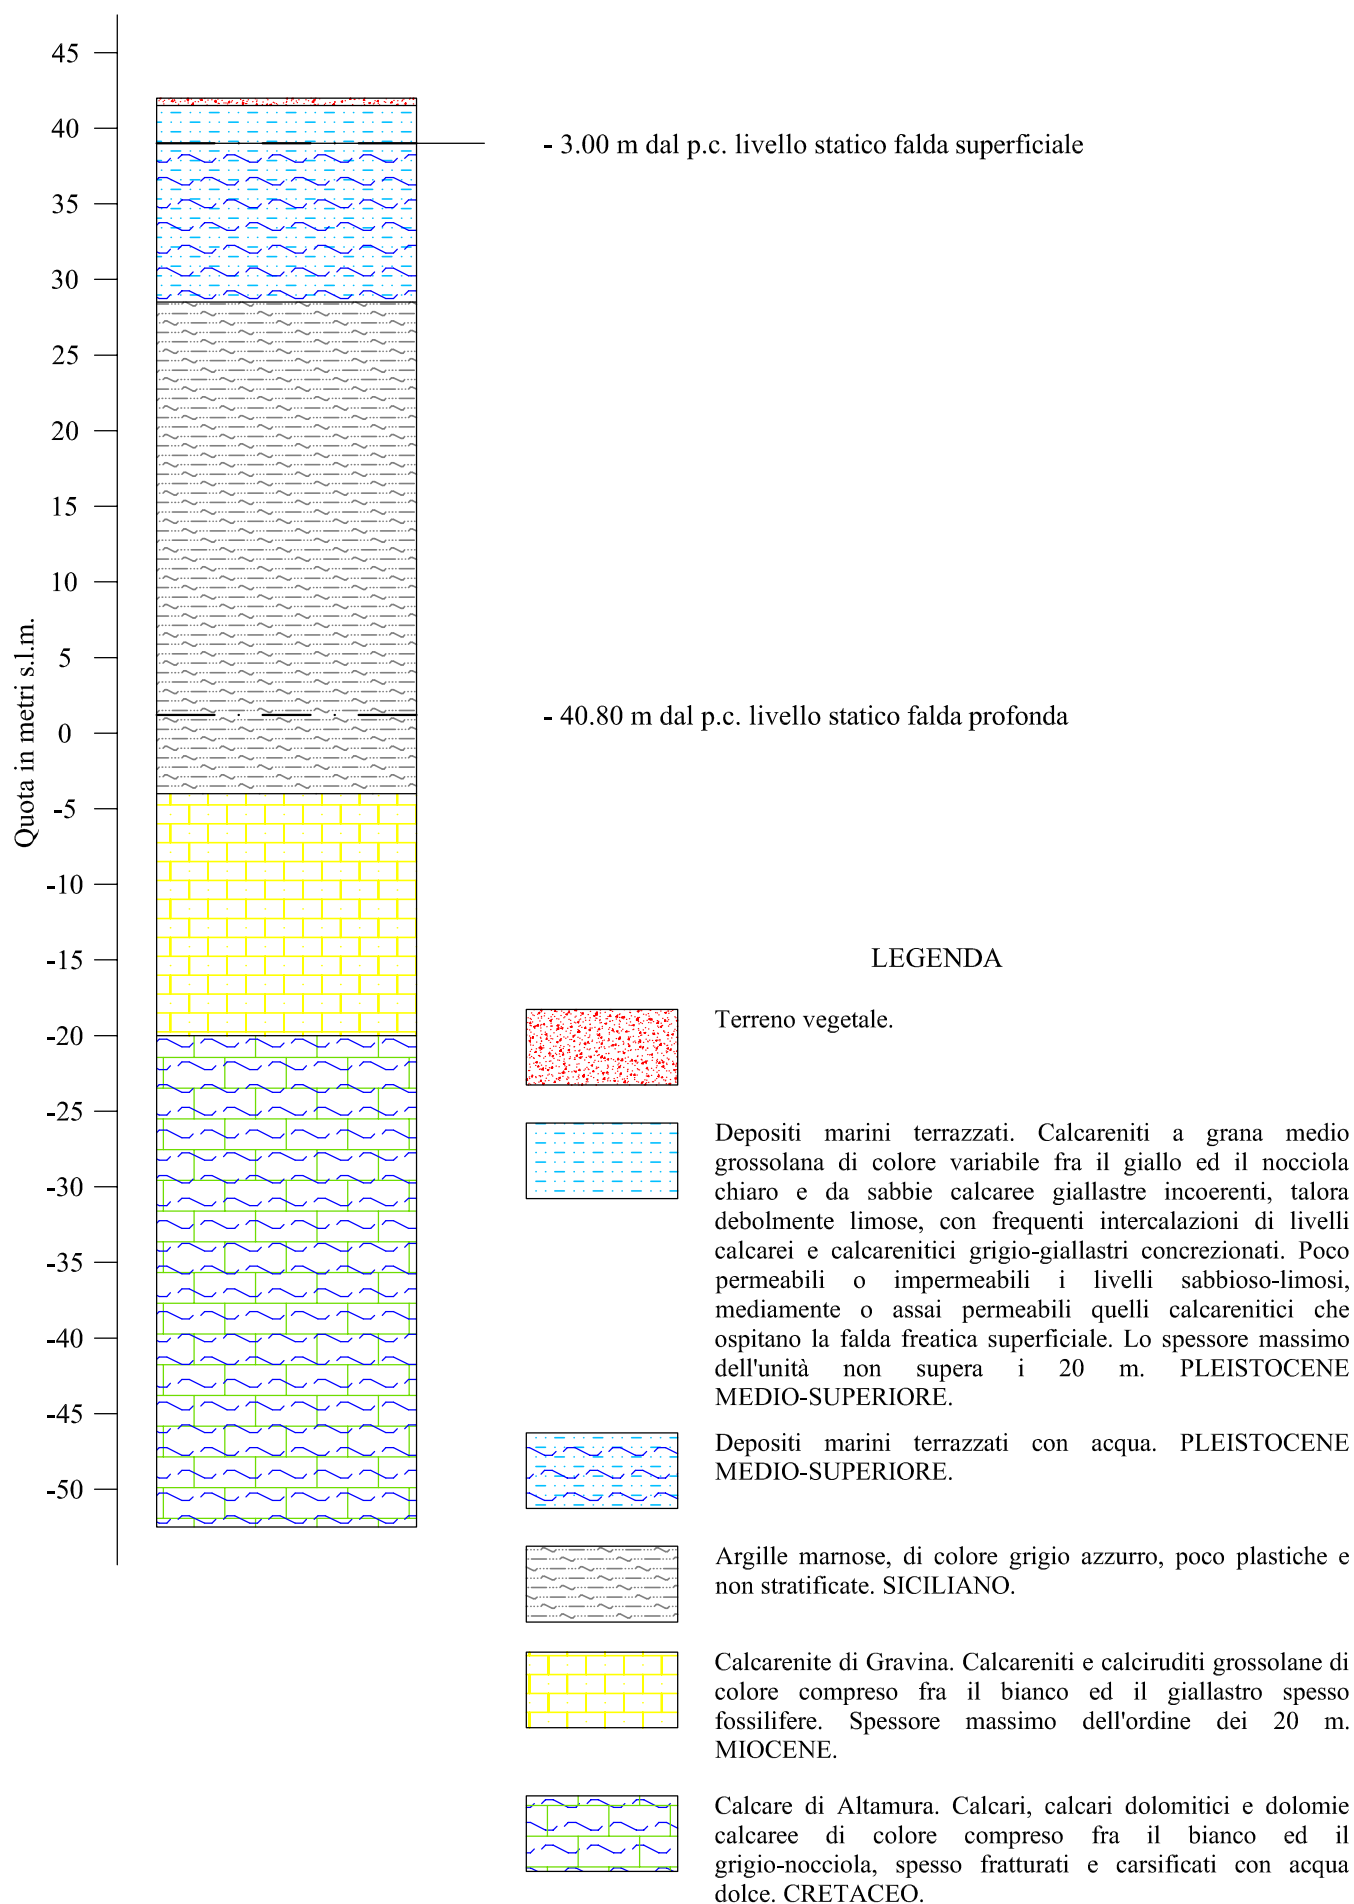 45
40
- 3.00 m dal p.c. livello statico falda superficiale
35
30
25
20
15
10
5
Quota in metri s.l.m.
- 40.80 m dal p.c. livello statico falda profonda
0
-5
-10
-15
-20
-25
-30
-35
-40
-45
-50
LEGENDA
Terreno vegetale.
Depositi marini terrazzati. Calcareniti a grana medio
grossolana di colore variabile fra il giallo ed il nocciola
chiaro e da sabbie calcaree giallastre incoerenti, talora
debolmente limose, con frequenti intercalazioni di livelli
calcarei e calcarenitici grigio-giallastri concrezionati. Poco
permeabili o impermeabili i livelli sabbioso-limosi,
mediamente o assai permeabili quelli calcarenitici che
ospitano la falda freatica superficiale. Lo spessore massimo
dell'unità non supera i 20 m. PLEISTOCENE
MEDIO-SUPERIORE.
Depositi marini terrazzati con acqua. PLEISTOCENE
MEDIO-SUPERIORE.
Argille marnose, di colore grigio azzurro, poco plastiche e
non stratificate. SICILIANO.
Calcarenite di Gravina. Calcareniti e calciruditi grossolane di
colore compreso fra il bianco ed il giallastro spesso
fossilifere. Spessore massimo dell'ordine dei 20 m.
MIOCENE.
Calcare di Altamura. Calcari, calcari dolomitici e dolomie
calcaree di colore compreso fra il bianco ed il
grigio-nocciola, spesso fratturati e carsificati con acqua
dolce. CRETACEO.